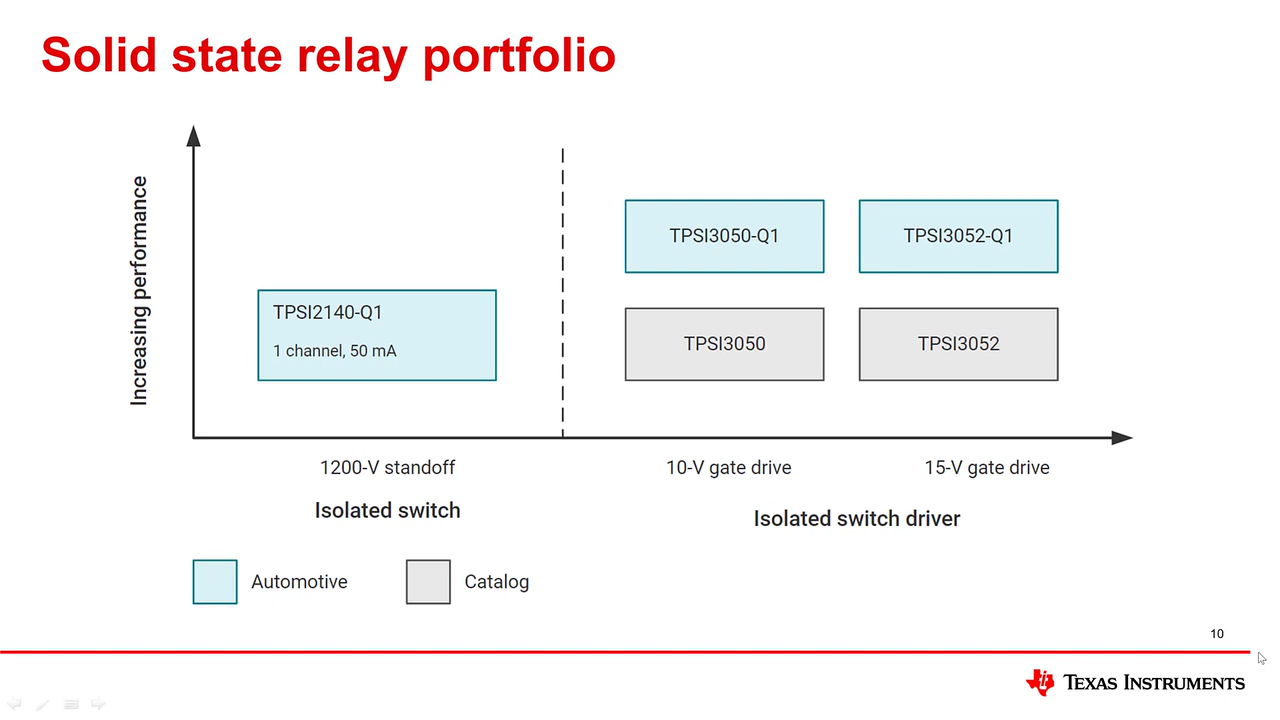 Solid state relay portfolio
Increasing performance
TPSI2140-Q1
1 channel, 50 mA
TPSI3050-Q1
TPSI3052-Q1
TPSI3050
TPSI3052
1200-V standoff
10-V gate drive
15-V gate drive
Isolated switch
Isolated switch driver
Automotive
Catalog
10
TEXAS INSTRUMENTS